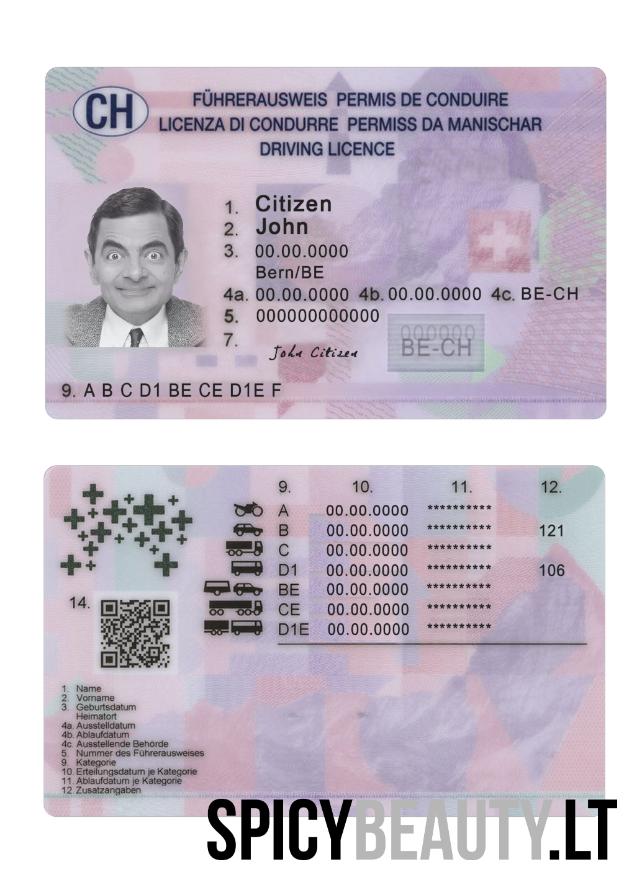 CH
FÜHRERAUSWEIS PERMIS DE CONDUIRE
LICENZA DI CONDURRE PERMISS DA MANISCHAR
DRIVING LICENCE
1. Citizen
2. John
3. 00.00.0000
Bern/BE
4a. 00.00.0000 4b. 00.00.0000 4c. BE-CH
5. 000000000000
000000
BE-CH
7. John Citizen
9. A B C D1 BE CE D1E F
9. 10. 11. 12.
A 00.00.0000 **********
B 00.00.0000 ********** 121
C 00.00.0000 **********
D1 00.00.0000 ********** 106
BE 00.00.0000 **********
CE 00.00.0000 **********
D1E 00.00.0000 **********
14.
1. Name
2. Vorname
3. Geburtsdatum
Heimatort
4a. Ausstelldatum
4b. Ablaufdatum
4c. Ausstellende Behörde
5. Nummer des Führerausweises
9. Kategorie
10. Erteilungsdatum je Kategorie
11. Ablaufdatum je Kategorie
12. Zusatzangaben
SPICYBEAUTY.LT